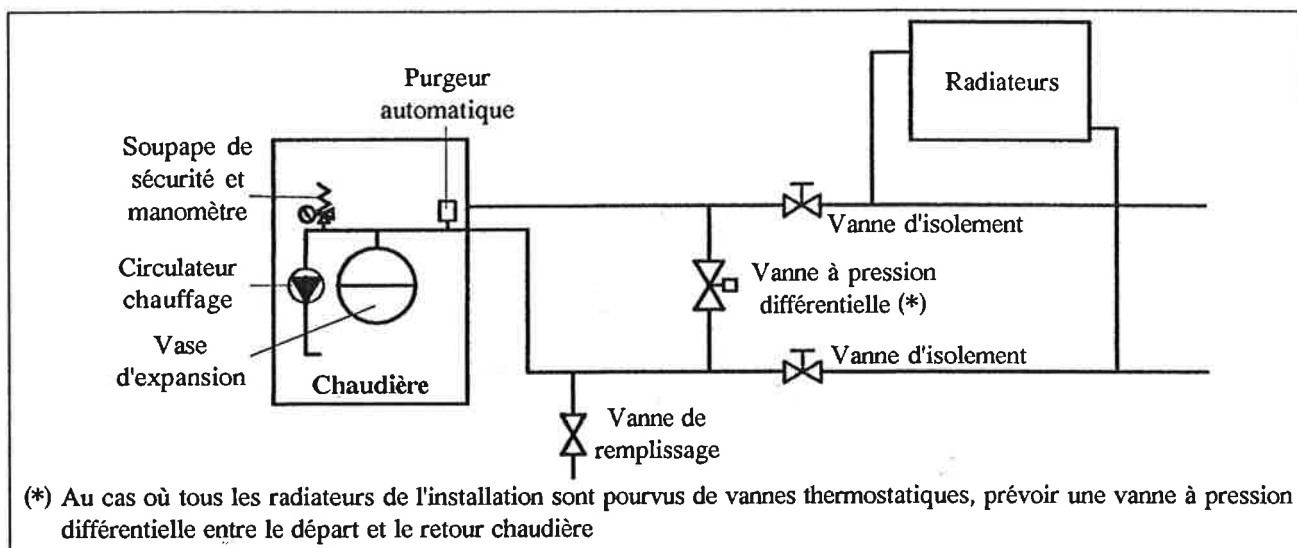 Purgeur
automatique
Radiateurs
Soupape de
sécurité et
manomètre
Vanne d'isolement
Circulateur
chauffage
Vanne à pression
différentielle (*)
Vase
d'expansion
Chaudière
Vanne d'isolement
Vanne de
remplissage
(*) Au cas où tous les radiateurs de l'installation sont pourvus de vannes thermostatiques, prévoir une vanne à pression
différentielle entre le départ et le retour chaudière